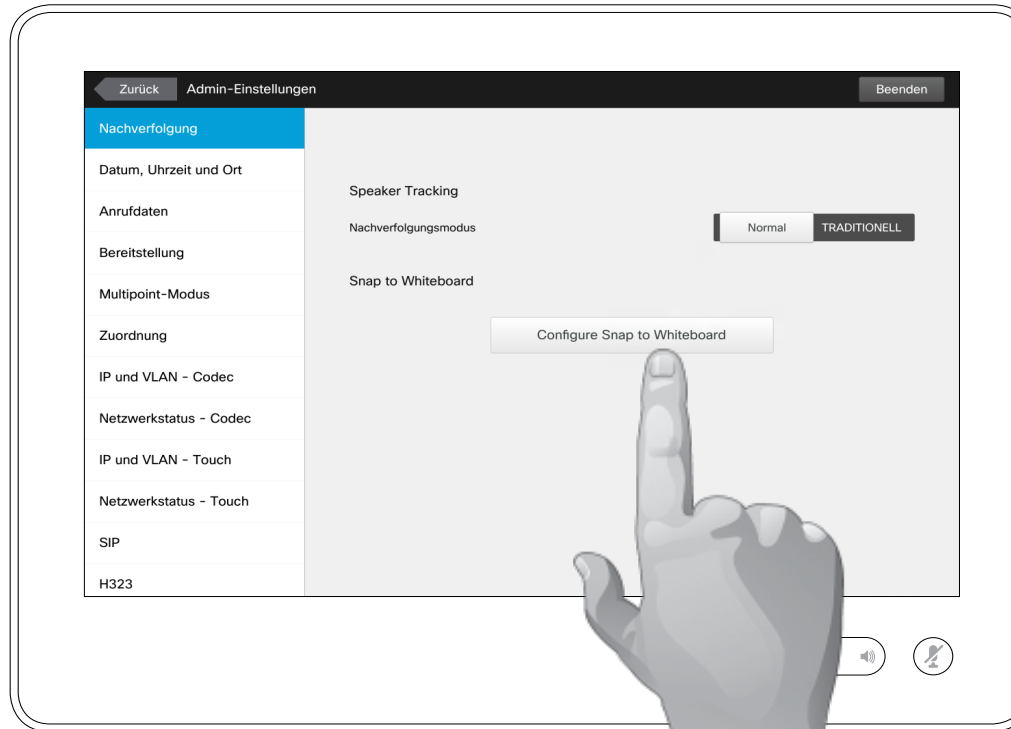 Zurück Admin-Einstellungen Beenden
Nachverfolgung
Datum, Uhrzeit und Ort
Anrufdaten
Bereitstellung
Multipoint-Modus
Zuordnung
IP und VLAN - Codec
Netzwerkstatus - Codec
IP und VLAN - Touch
Netzwerkstatus - Touch
SIP
H323
Speaker Tracking
Nachverfolgungsmodus Normal TRADITIONELL
Snap to Whiteboard
Configure Snap to Whiteboard